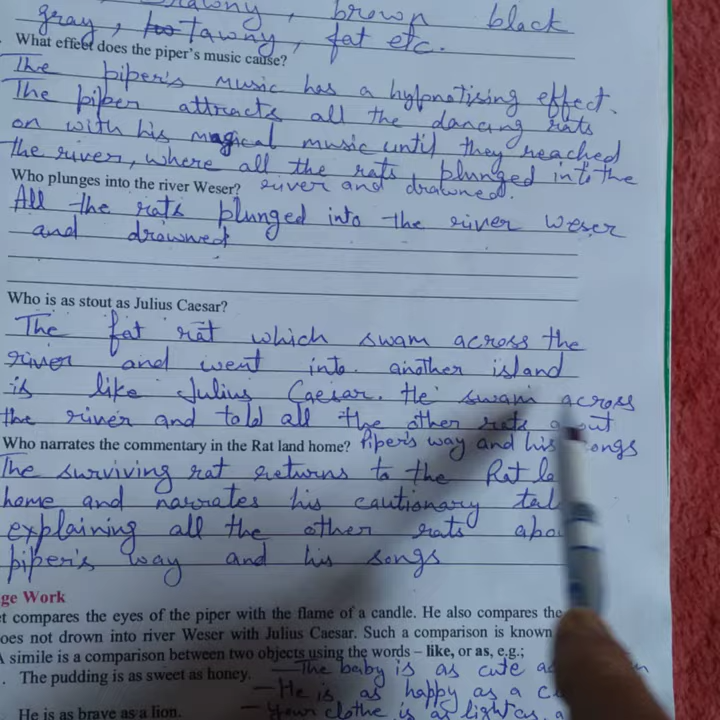 brawny, brown black
gray, Tawny, fat etc.
What effect does the piper's music cause?
The piper's music has a hypnotising effect.
The piper attracts all the dancing rats
on with his magical music until they reached
the river, where all the rats plunged into the
Who plunges into the river Weser? river and drawned.
All the rats plunged into the river weser
and drowned
Who is as stout as Julius Caesar?
The fat rat which swam across the
river and went into another island
is like Julius Caesar. He swam across
the river and told all the other rats about
Who narrates the commentary in the Rat land home? Piper's way and his songs
The surviving rat returns to the Rat
home and narrates his cautionary
explaining all the other rats
piper's way and his songs
ge Work
compares the eyes of the piper with the flame of a candle. He also compares the
oes not drown into river Weser with Julius Caesar. Such a comparison is known
A simile is a comparison between two objects using the words – like, or as, e.g.;
. The pudding is as sweet as honey. — The baby is as cute
— He is as happy as a
He is as brave as a lion. — Your clothe is as light as